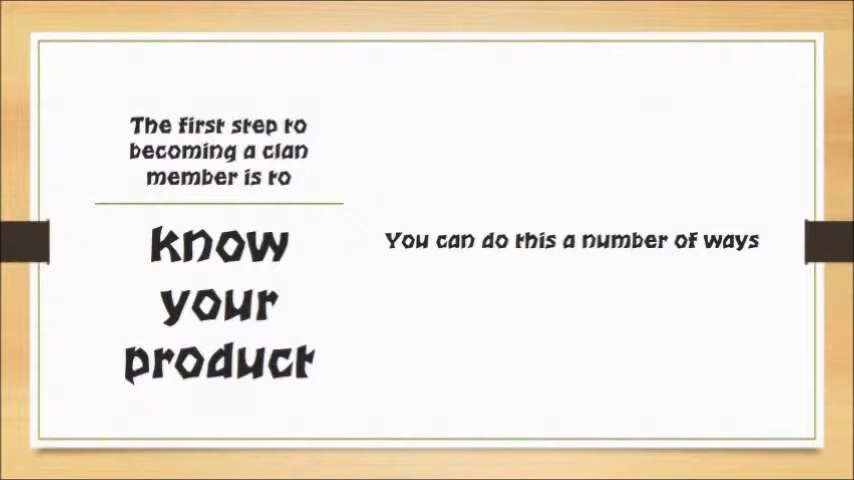 The first step to
becoming a clan
member is to
know
your
product
You can do this a number of ways